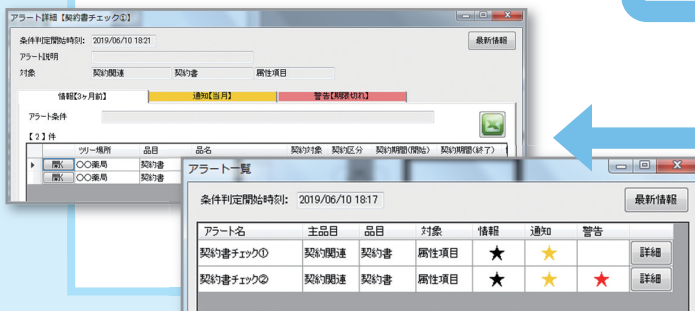 アラート詳細【契約書チェック①】
条件判定開始時刻: 2019/06/10 18:21
最新情報
アラート説明
対象 契約関連 契約書 属性項目
情報【3ヶ月前】 通知【当月】 警告【期限切れ】
アラート条件
【2】件
ツリー場所 品目 品名 契約対象 契約区分 契約期間(開始) 契約期間(終了)
開く 〇〇薬局 契約書
開く 〇〇薬局 契約書
アラート一覧
条件判定開始時刻: 2019/06/10 18:17
最新情報
アラート名 主品目 品目 対象 情報 通知 警告
契約書チェック① 契約関連 契約書 属性項目 ★ ★ 詳細
契約書チェック② 契約関連 契約書 属性項目 ★ ★ ★ 詳細